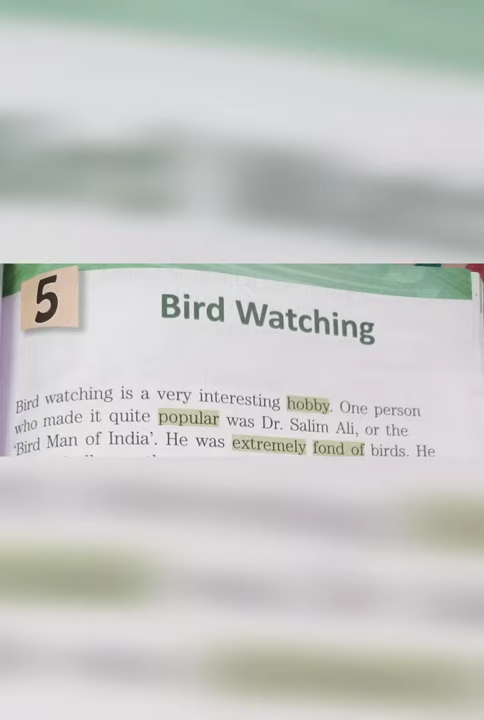 5
Bird Watching
Bird watching is a very interesting hobby. One person
who made it quite popular was Dr. Salim Ali, or the
'Bird Man of India'. He was extremely fond of birds. He